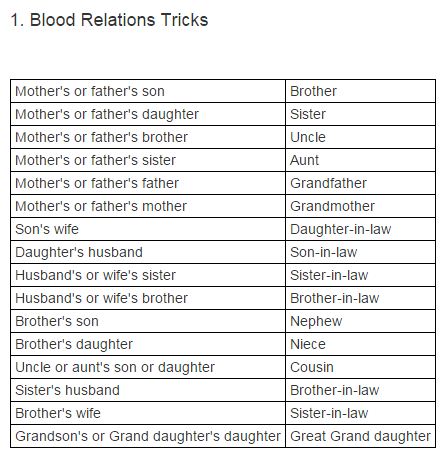 1. Blood Relations Tricks
Mother's or father's son Brother
Mother's or father's daughter Sister
Mother's or father's brother Uncle
Mother's or father's sister Aunt
Mother's or father's father Grandfather
Mother's or father's mother Grandmother
Son's wife Daughter-in-law
Daughter's husband Son-in-law
Husband's or wife's sister Sister-in-law
Husband's or wife's brother Brother-in-law
Brother's son Nephew
Brother's daughter Niece
Uncle or aunt's son or daughter Cousin
Sister's husband Brother-in-law
Brother's wife Sister-in-law
Grandson's or Grand daughter's daughter Great Grand daughter